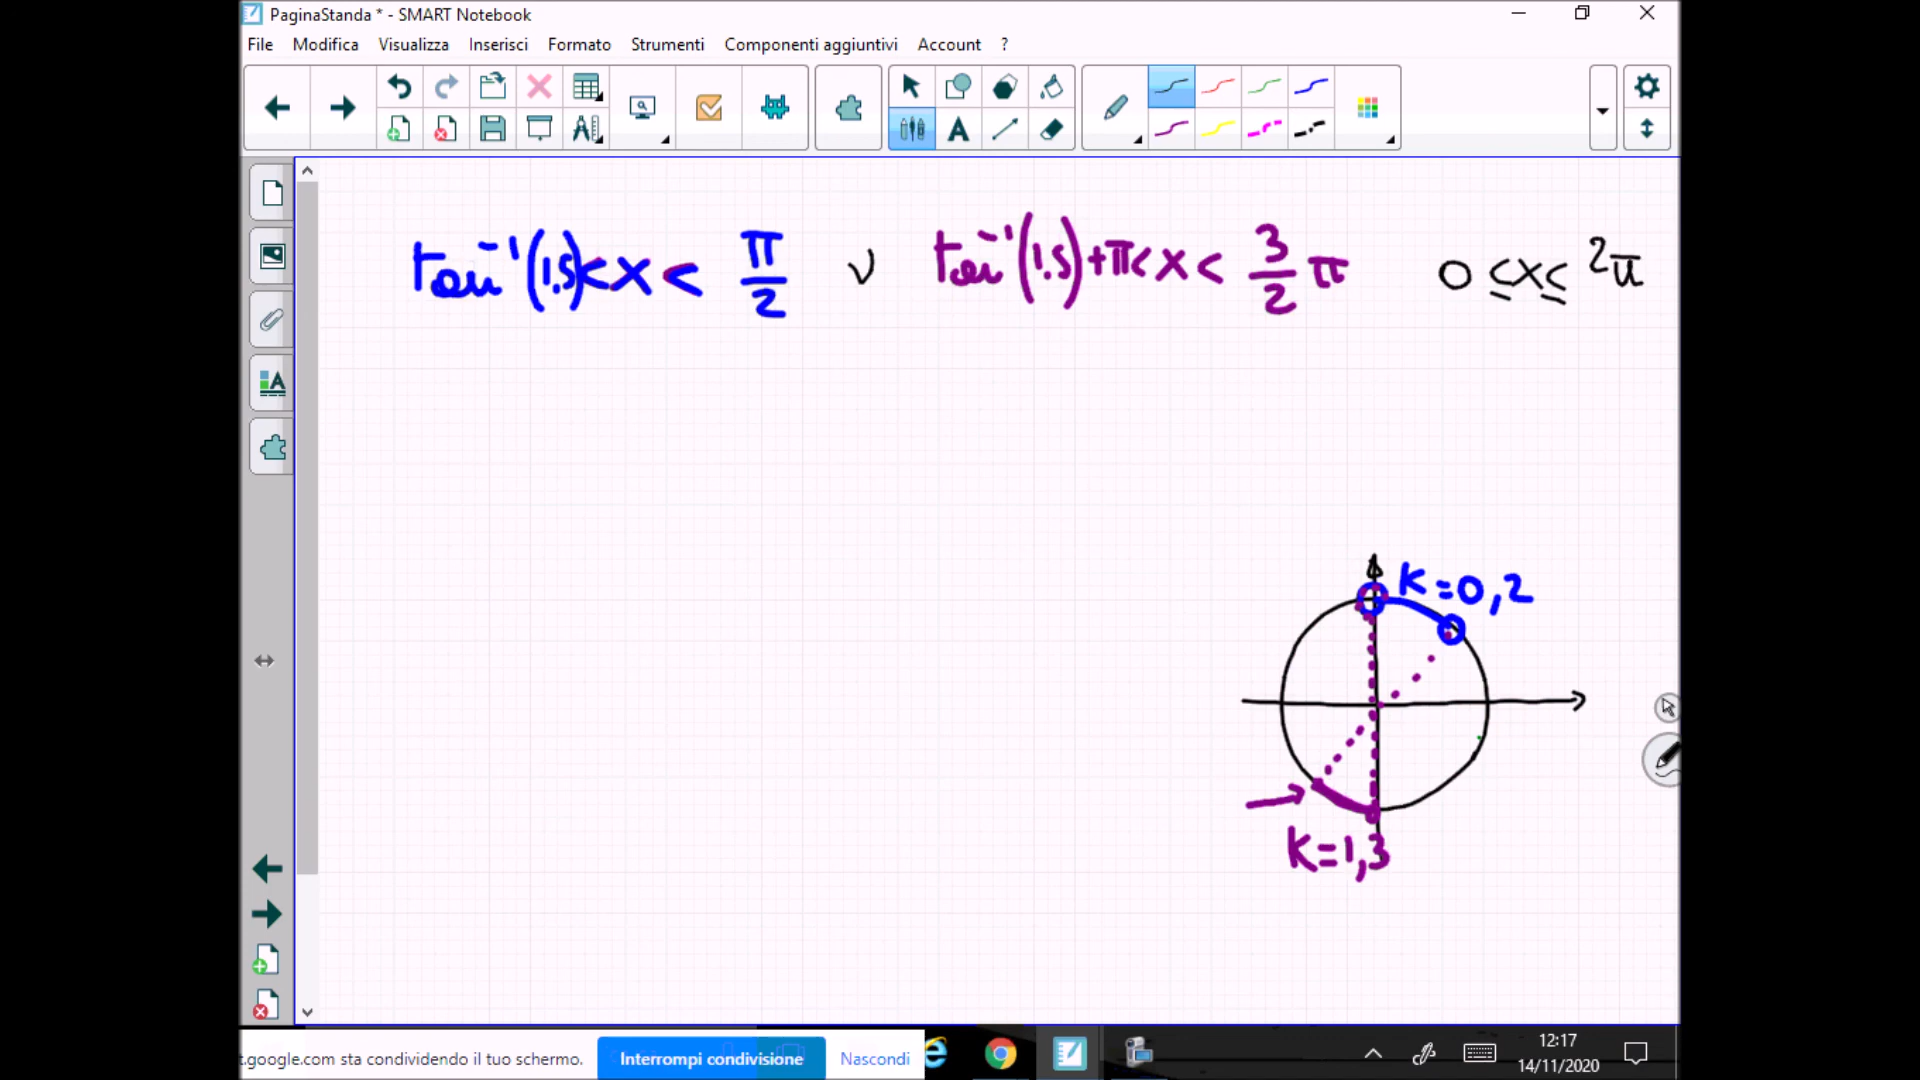 PaginaStanda * - SMART Notebook
File Modifica Visualizza Inserisci Formato Strumenti Componenti aggiuntivi Account ?
tan⁻¹(1.5)<x< π/2 ∨ tan⁻¹(1.5)+π<x< 3/2 π 0≤x≤2π
K=0,2
K=1,3
t.google.com sta condividendo il tuo schermo. Interrompi condivisione Nascondi
12:17
14/11/2020